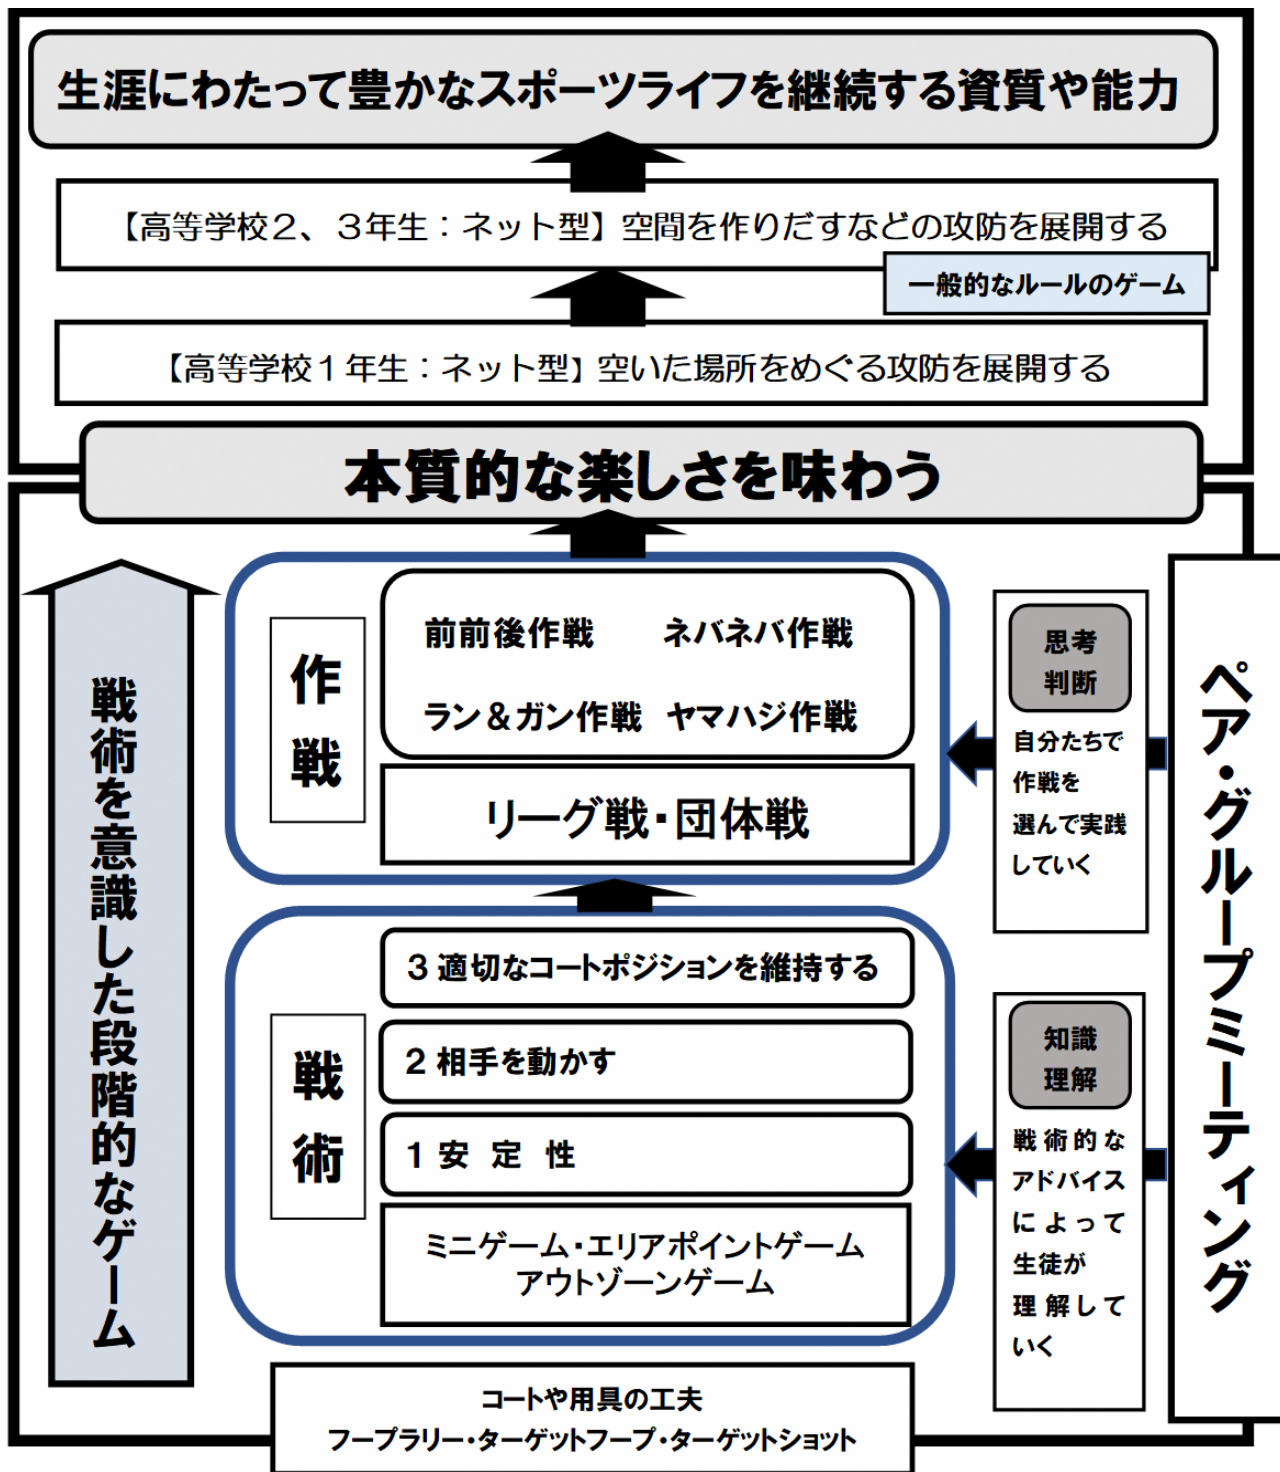 生涯にわたって豊かなスポーツライフを継続する資質や能力
【高等学校２、３年生：ネット型】空間を作りだすなどの攻防を展開する
一般的なルールのゲーム
【高等学校１年生：ネット型】空いた場所をめぐる攻防を展開する
本質的な楽しさを味わう
戦術を意識した段階的なゲーム
作戦
前前後作戦 ネバネバ作戦
ラン＆ガン作戦 ヤマハジ作戦
リーグ戦・団体戦
思考
判断
自分たちで
作戦を
選んで実践
していく
ペア・グループミーティング
戦術
３適切なコートポジションを維持する
２相手を動かす
１安 定 性
ミニゲーム・エリアポイントゲーム
アウトゾーンゲーム
知識
理解
戦術的な
アドバイス
によって
生徒が
理解して
いく
コートや用具の工夫
フープラリー・ターゲットフープ・ターゲットショット